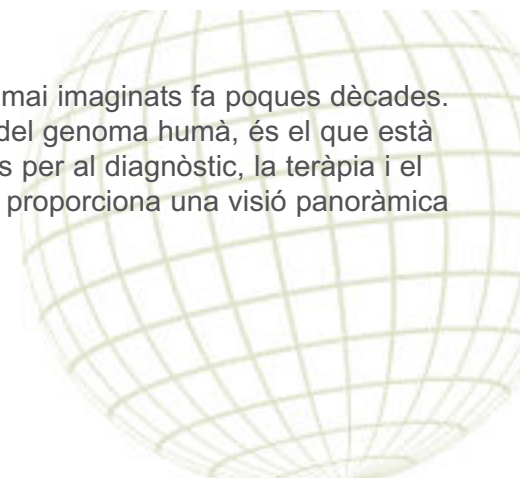 mai imaginats fa poques dècades.
del genoma humà, és el que està
s per al diagnòstic, la teràpia i el
proporciona una visió panoràmica